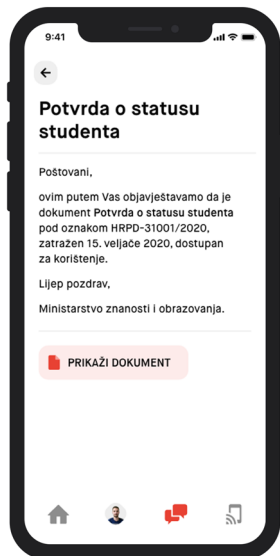 9:41
Potvrda o statusu
studenta
Poštovani,
ovim putem Vas objavještavamo da je
dokument Potvrda o statusu studenta
pod oznakom HRPD-31001/2020,
zatražen 15. veljače 2020, dostupan
za korištenje.
Lijep pozdrav,
Ministarstvo znanosti i obrazovanja.
PRIKAŽI DOKUMENT